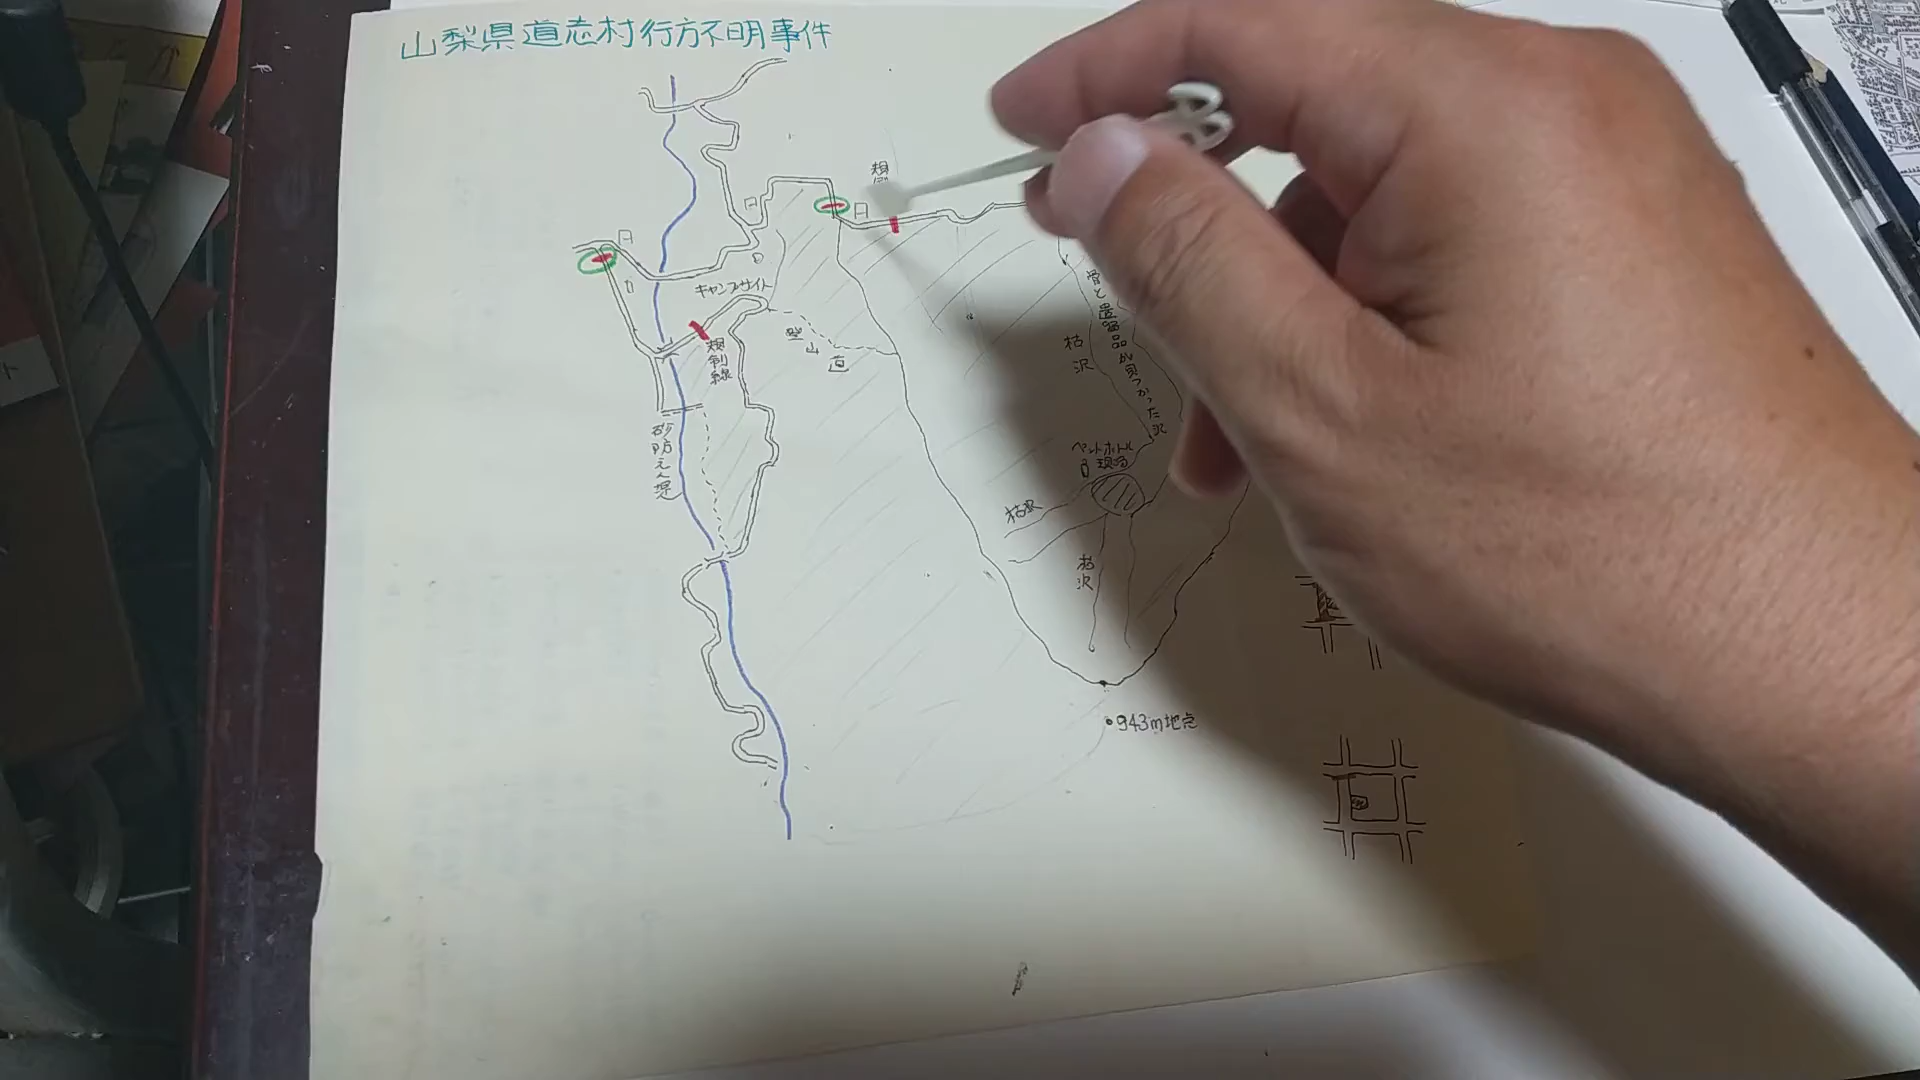 山梨県道志村行方不明事件
規制
キャンプサイト
登山道
規制線
砂防えん堤
骨と遺留品が見つかった沢
枯沢
ペットボトル
現場
枯沢
枯沢
943m地点